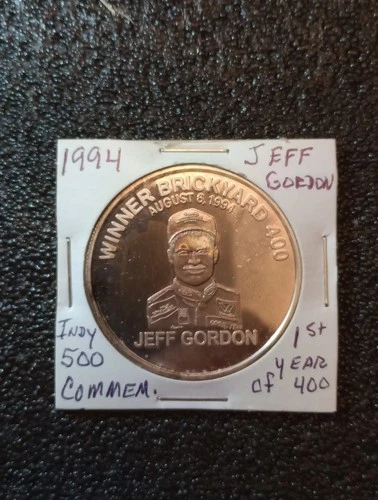 1994
JEFF
GORDON
WINNER BRICKYARD 400
AUGUST 6, 1994
JEFF GORDON
INDY
500
COMMEM.
1st
YEAR
OF 400